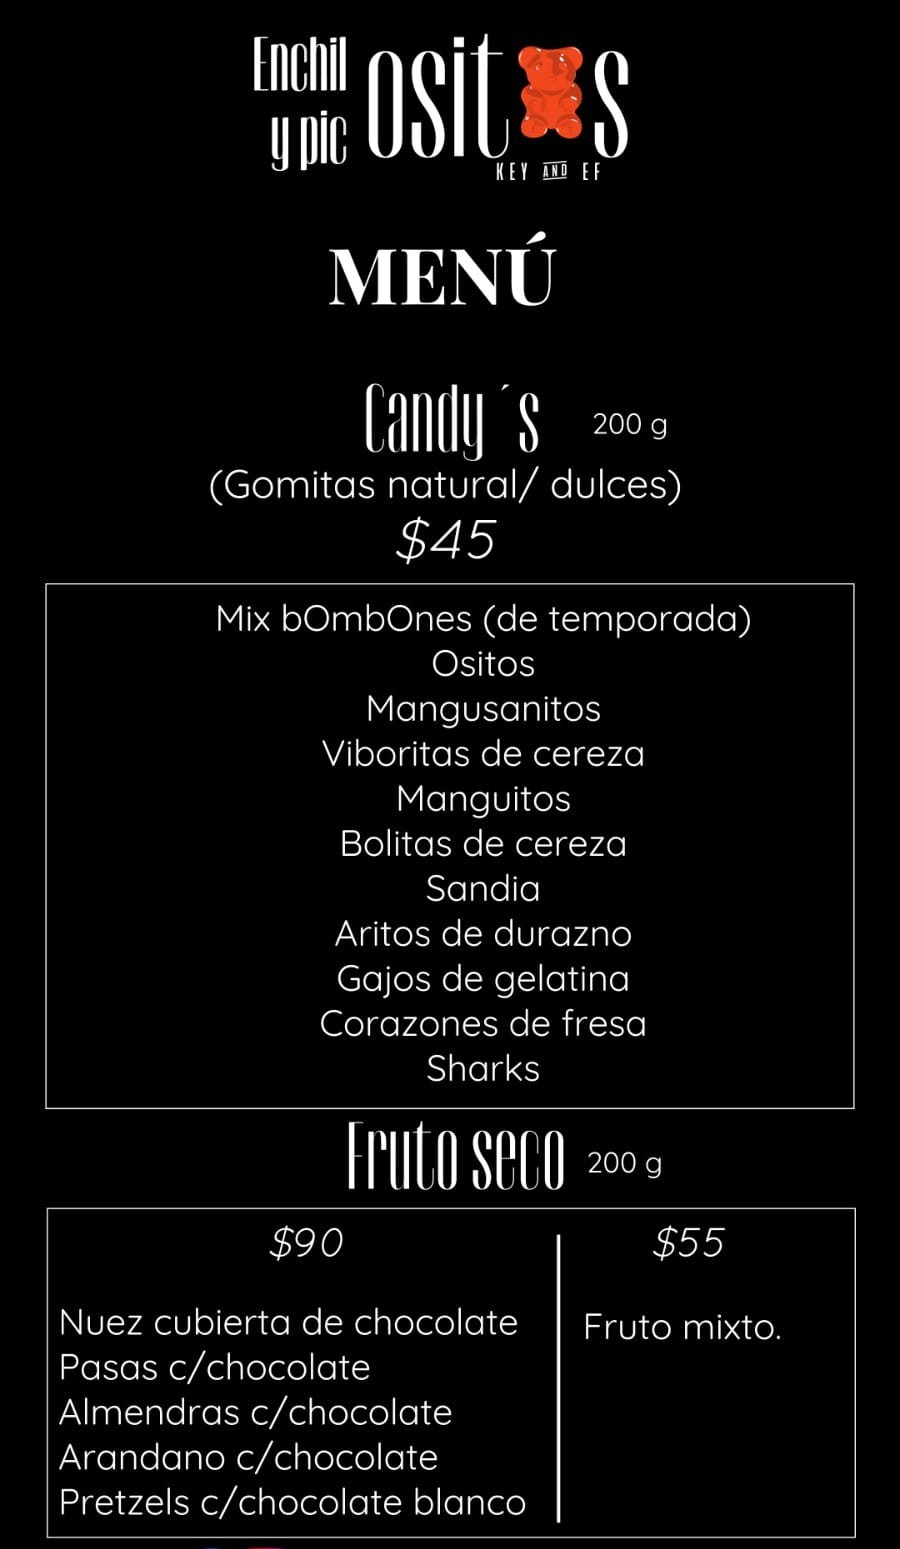 Enchil
y pic
ositos
KEY AND EF
MENÚ
Candy´s 200 g
(Gomitas natural/ dulces)
$45
Mix bOmbOnes (de temporada)
Ositos
Mangusanitos
Viboritas de cereza
Manguitos
Bolitas de cereza
Sandia
Aritos de durazno
Gajos de gelatina
Corazones de fresa
Sharks
Fruto seco 200 g
$90
Nuez cubierta de chocolate
Pasas c/chocolate
Almendras c/chocolate
Arandano c/chocolate
Pretzels c/chocolate blanco
$55
Fruto mixto.